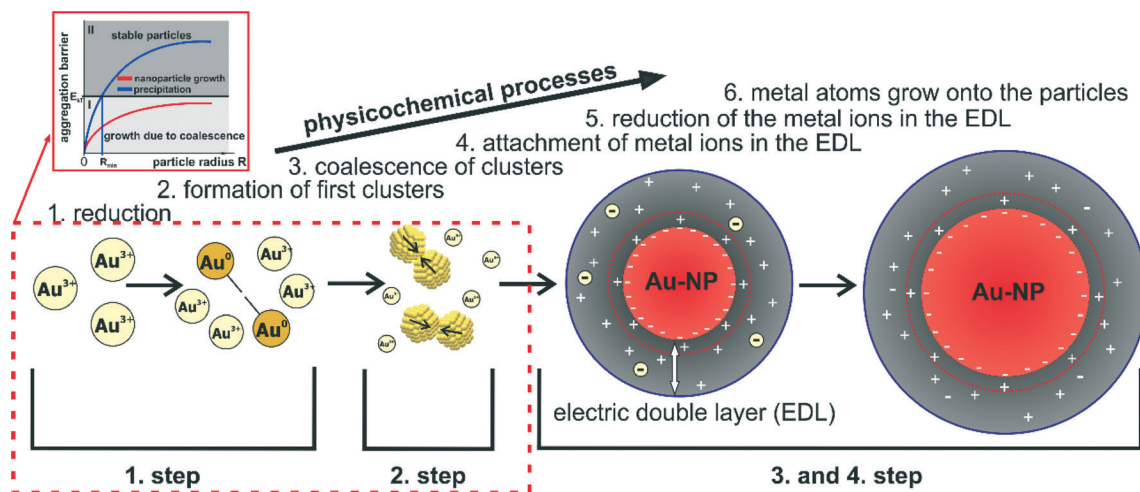 II
stable particles
nanoparticle growth
precipitation
aggregation barrier
E_kT
I
growth due to coalescence
0
R_min
particle radius R
physicochemical processes
6. metal atoms grow onto the particles
5. reduction of the metal ions in the EDL
4. attachment of metal ions in the EDL
3. coalescence of clusters
2. formation of first clusters
1. reduction
Au³⁺
Au³⁺
Au³⁺
Au⁰
Au³⁺
Au³⁺
Au³⁺
Au³⁺
Au⁰
Au-NP
Au-NP
electric double layer (EDL)
1. step
2. step
3. and 4. step